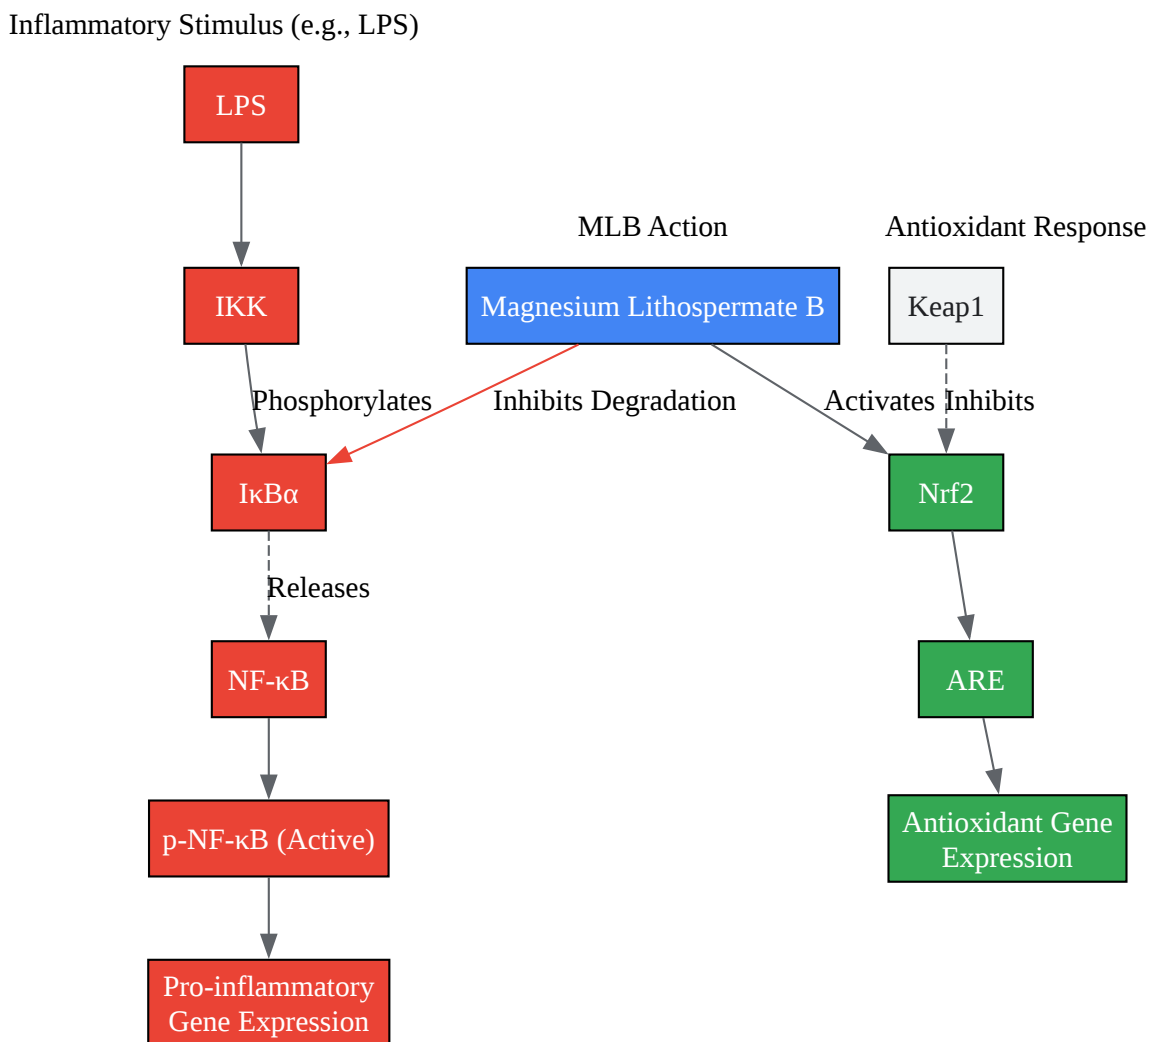 Inflammatory Stimulus (e.g., LPS)
LPS
MLB Action
Antioxidant Response
IKK
Magnesium Lithospermate B
Keap1
Phosphorylates
Inhibits Degradation
Activates
Inhibits
IκBα
Nrf2
Releases
NF-κB
ARE
p-NF-κB (Active)
Antioxidant Gene
Expression
Pro-inflammatory
Gene Expression